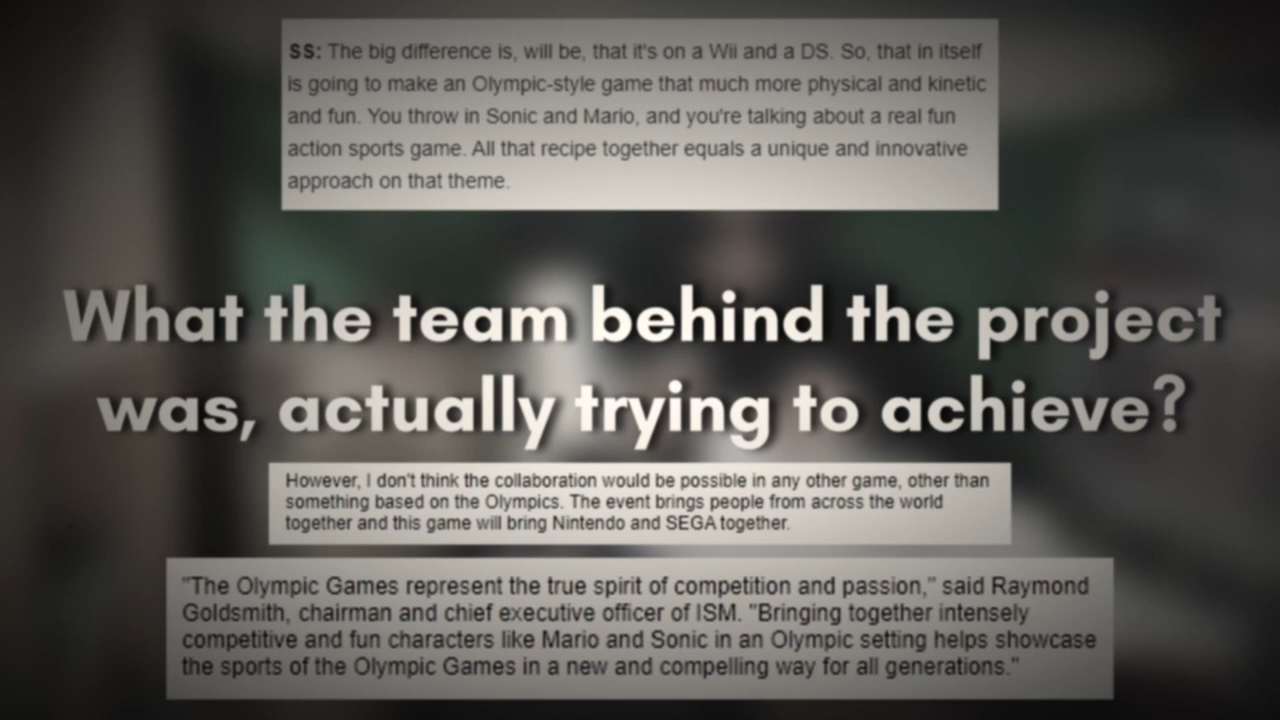 SS: The big difference is, will be, that it's on a Wii and a DS. So, that in itself
is going to make an Olympic-style game that much more physical and kinetic
and fun. You throw in Sonic and Mario, and you're talking about a real fun
action sports game. All that recipe together equals a unique and innovative
approach on that theme.
What the team behind the project
was, actually trying to achieve?
However, I don't think the collaboration would be possible in any other game, other than
something based on the Olympics. The event brings people from across the world
together and this game will bring Nintendo and SEGA together.
"The Olympic Games represent the true spirit of competition and passion," said Raymond
Goldsmith, chairman and chief executive officer of ISM. "Bringing together intensely
competitive and fun characters like Mario and Sonic in an Olympic setting helps showcase
the sports of the Olympic Games in a new and compelling way for all generations."